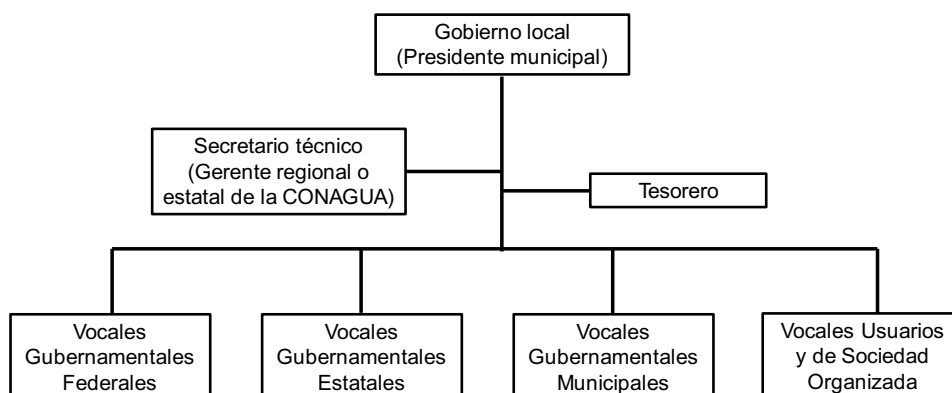 Gobierno local
(Presidente municipal)
Secretario técnico
(Gerente regional o
estatal de la CONAGUA)
Tesorero
Vocales
Gubernamentales
Federales
Vocales
Gubernamentales
Estatales
Vocales
Gubernamentales
Municipales
Vocales Usuarios
y de Sociedad
Organizada